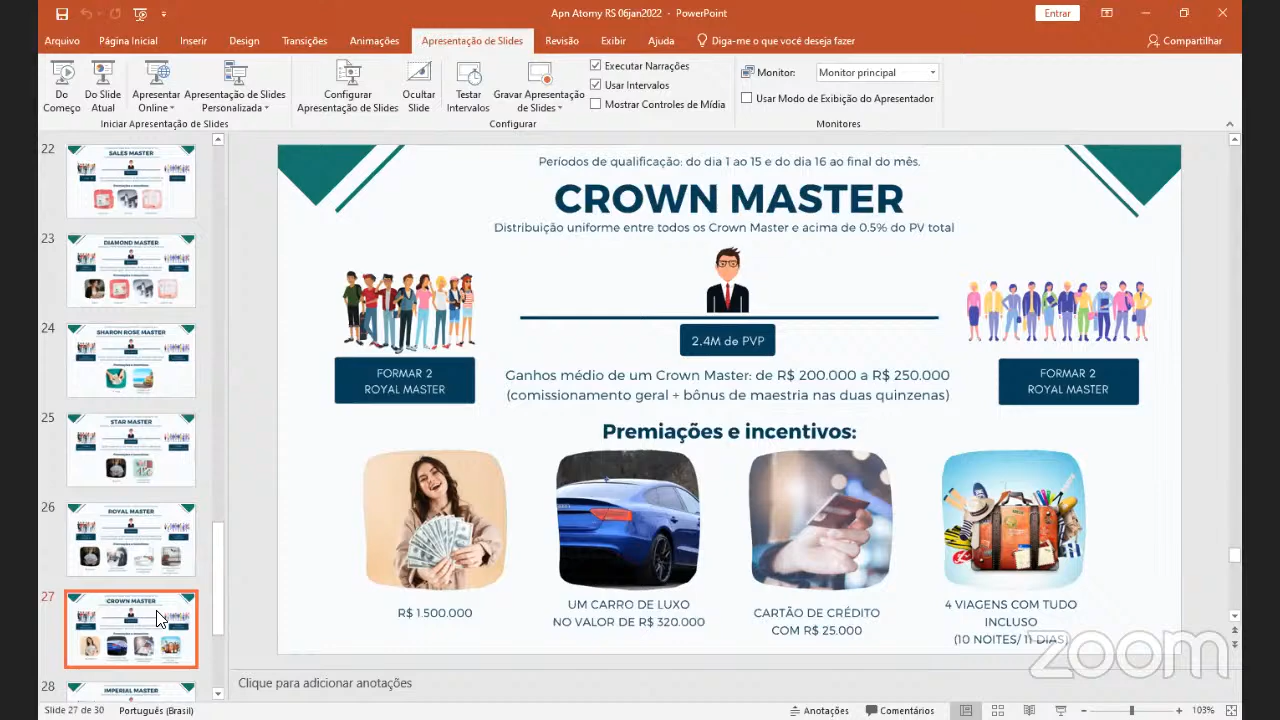 Apn Atomy RS 06jan2022 - PowerPoint
Entrar
Arquivo Página Inicial Inserir Design Transições Animações Apresentação de Slides Revisão Exibir Ajuda Diga-me o que você deseja fazer Compartilhar
Do Começo
Do Slide Atual
Apresentar Online
Apresentação de Slides Personalizada
Iniciar Apresentação de Slides
Configurar Apresentação de Slides
Ocultar Slide
Testar Intervalos
Gravar Apresentação de Slides
Executar Narrações
Usar Intervalos
Mostrar Controles de Mídia
Configurar
Monitor: Monitor principal
Usar Modo de Exibição do Apresentador
Monitores
22
SALES MASTER
23
DIAMOND MASTER
24
SHARON ROSE MASTER
25
STAR MASTER
26
ROYAL MASTER
27
CROWN MASTER
28
IMPERIAL MASTER
Períodos de qualificação: do dia 1 ao 15 e do dia 16 ao final do mês.
CROWN MASTER
Distribuição uniforme entre todos os Crown Master e acima de 0.5% do PV total
2.4M de PVP
FORMAR 2
ROYAL MASTER
FORMAR 2
ROYAL MASTER
Ganho medio de um Crown Master: de R$ 200.000 a R$ 250.000
(comissionamento geral + bônus de maestria nas duas quinzenas)
Premiações e incentivos:
R$ 1.500.000
UM CARRO DE LUXO
NO VALOR DE R$ 320.000
CARTÃO DE CRÉDITO
COM R$
4 VIAGENS COM TUDO
INCLUSO
(10 NOITES/ 11 DIAS)
zoom
Clique para adicionar anotações
Slide 27 de 30 Português (Brasil) Anotações Comentários 103%